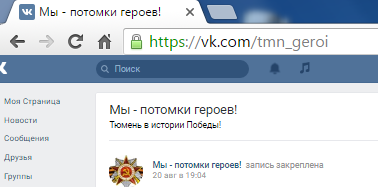 Мы - потомки героев!
https://vk.com/tmn_geroi
Поиск
Моя Страница
Новости
Сообщения
Друзья
Группы
Мы - потомки героев!
Тюмень в истории Победы!
Мы - потомки героев! запись закреплена
20 авг в 19:04